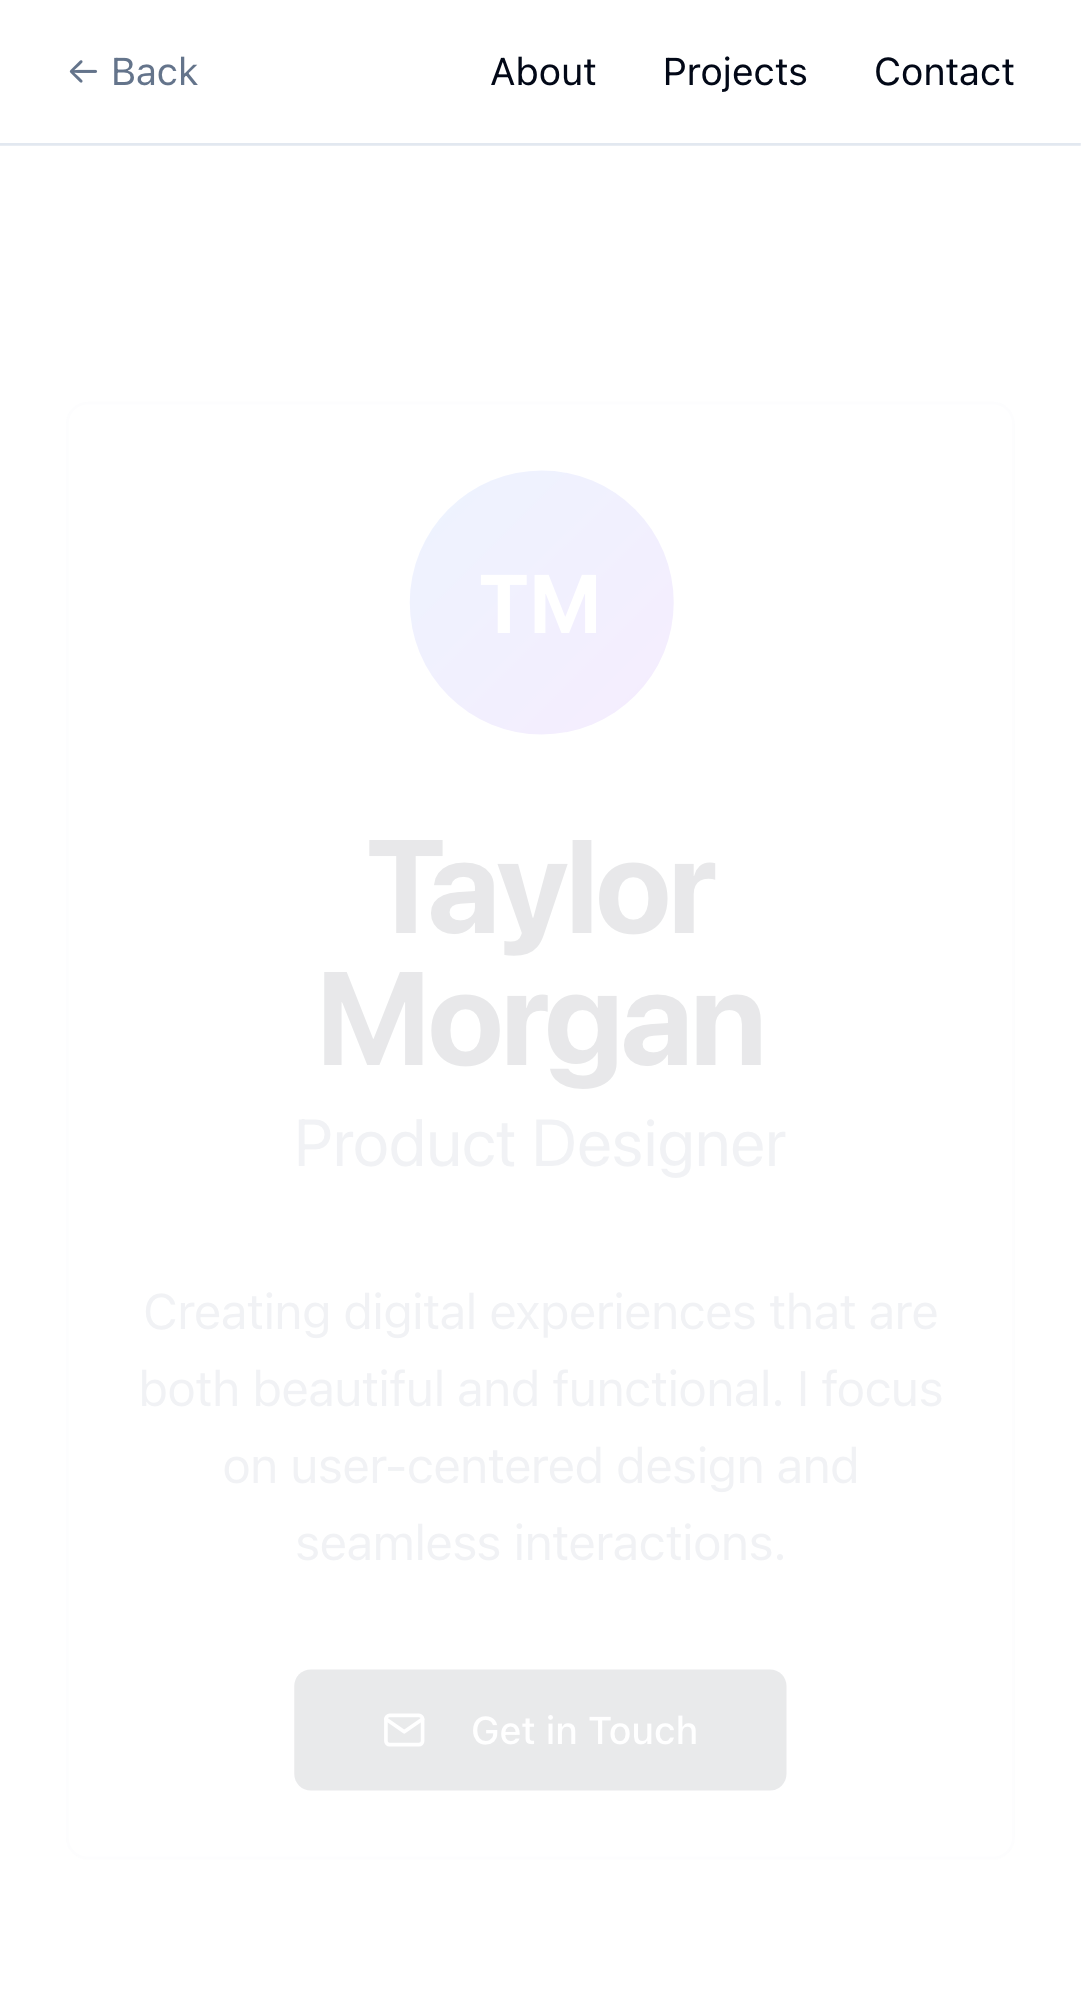 ← Back
About Projects Contact
TM
Taylor
Morgan
Product Designer
Creating digital experiences that are
both beautiful and functional. I focus
on user-centered design and
seamless interactions.
Get in Touch